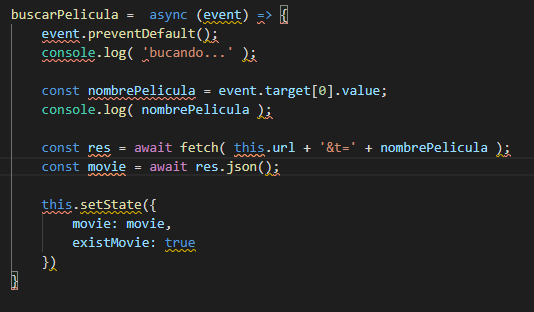 buscarPelicula =  async (event) => {
    event.preventDefault();
    console.log( 'bucando...' );
    const nombrePelicula = event.target[0].value;
    console.log( nombrePelicula );
    const res = await fetch( this.url + '&t=' + nombrePelicula );
    const movie = await res.json();
    this.setState({
        movie: movie,
        existMovie: true
    })
}